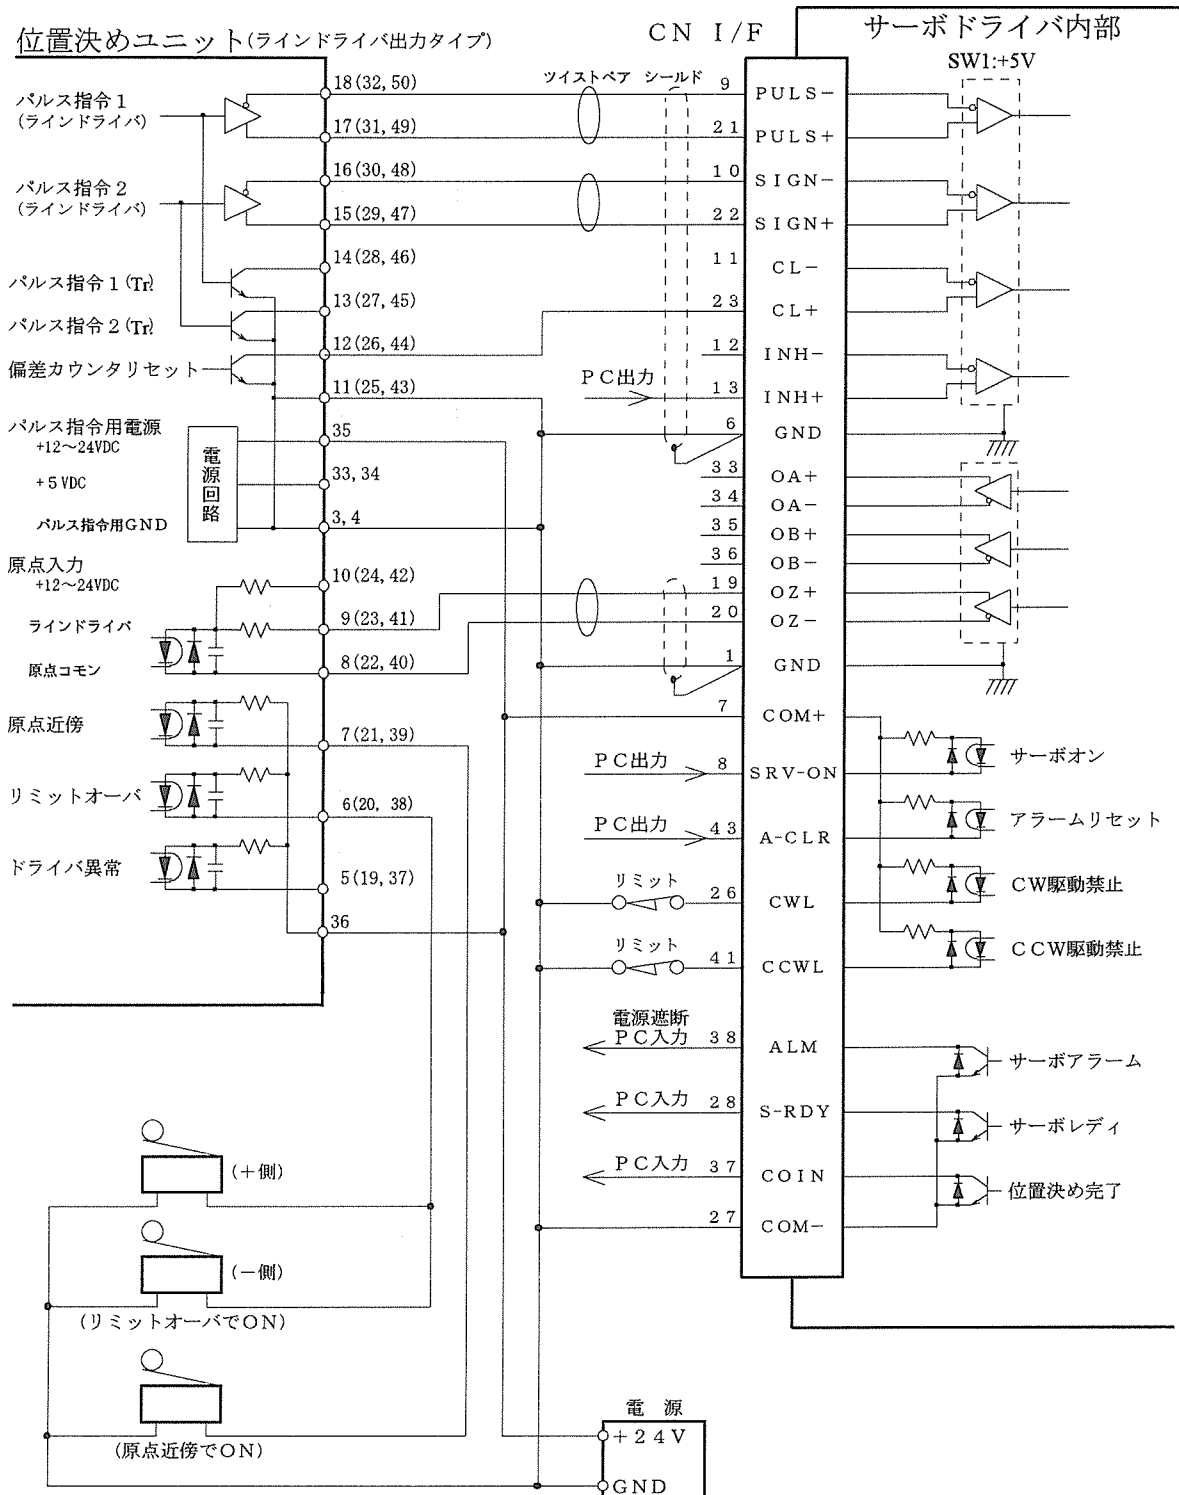 位置決めユニット(ラインドライバ出力タイプ)
CN I/F
サーボドライバ内部
SW1:+5V
ツイストペア シールド
パルス指令1
(ラインドライバ)
18(32, 50)
17(31, 49)
9 PULS−
21 PULS+
パルス指令2
(ラインドライバ)
16(30, 48)
15(29, 47)
10 SIGN−
22 SIGN+
パルス指令1(Tr)
14(28, 46)
11 CL−
パルス指令2(Tr)
13(27, 45)
23 CL+
偏差カウンタリセット
12(26, 44)
12 INH−
11(25, 43)
PC出力
13 INH+
パルス指令用電源
+12〜24VDC
35
6 GND
+5VDC
電源回路
33, 34
33 OA+
34 OA−
パルス指令用GND
3, 4
35 OB+
36 OB−
原点入力
+12〜24VDC
10(24, 42)
19 OZ+
ラインドライバ
9(23, 41)
20 OZ−
原点コモン
8(22, 40)
1 GND
原点近傍
7(21, 39)
7 COM+
リミットオーバ
6(20, 38)
PC出力
8 SRV-ON
サーボオン
ドライバ異常
5(19, 37)
PC出力
43 A-CLR
アラームリセット
36
リミット
26 CWL
CW駆動禁止
リミット
41 CCWL
CCW駆動禁止
電源遮断
PC入力
38 ALM
サーボアラーム
PC入力
28 S-RDY
サーボレディ
PC入力
37 COIN
位置決め完了
27 COM−
(+側)
(−側)
(リミットオーバでON)
(原点近傍でON)
電 源
+24V
GND